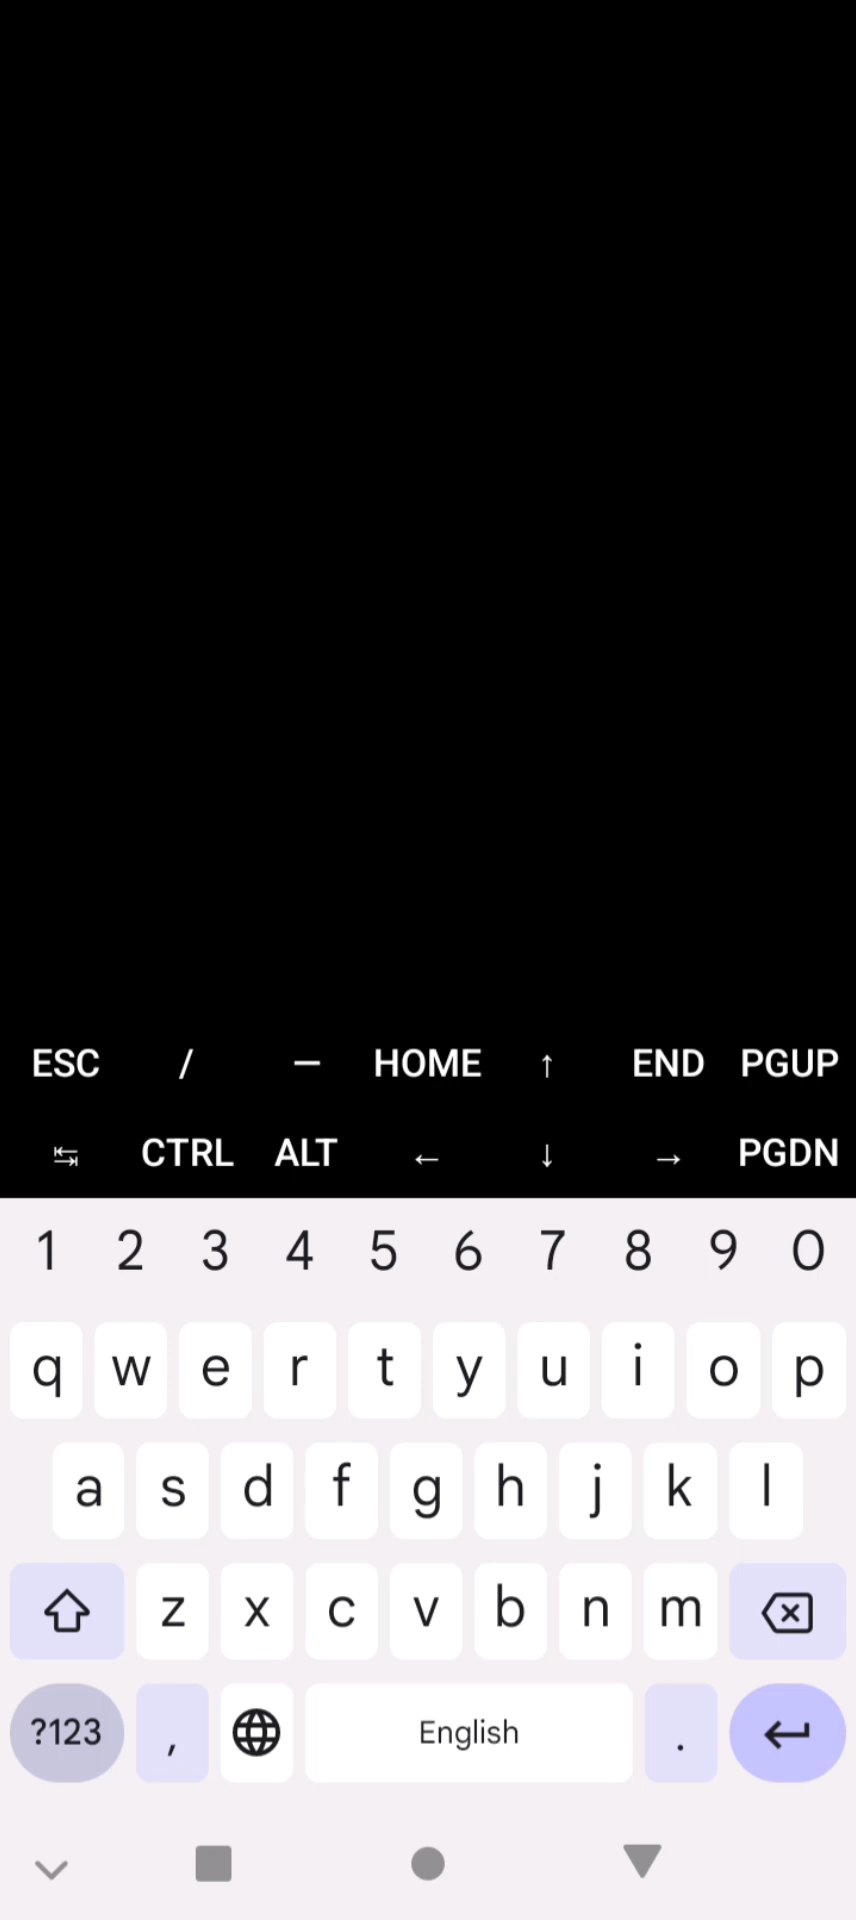 ESC / — HOME ↑ END PGUP
↹ CTRL ALT ← ↓ → PGDN
1 2 3 4 5 6 7 8 9 0
q w e r t y u i o p
a s d f g h j k l
z x c v b n m
?123 , English .